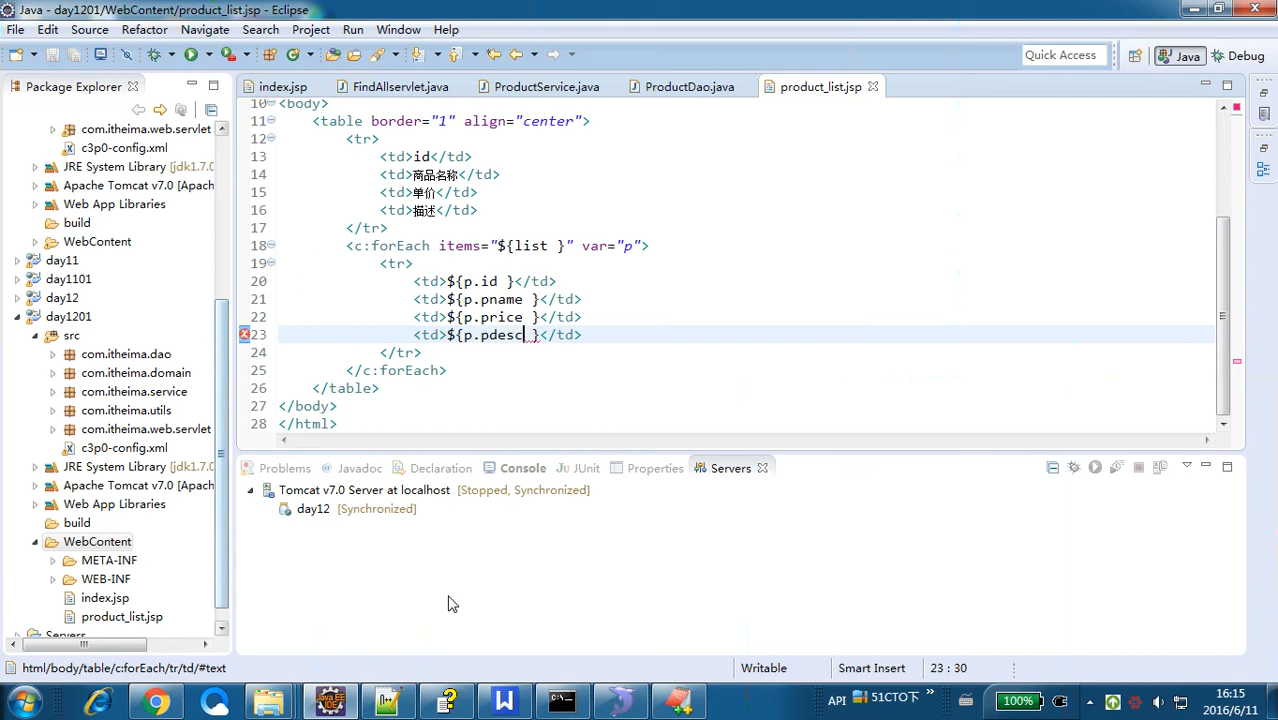 Java - day1201/WebContent/product_list.jsp - Eclipse
File Edit Source Refactor Navigate Search Project Run Window Help
Quick Access
Java
Debug
Package Explorer
index.jsp
FindAllservlet.java
ProductService.java
ProductDao.java
product_list.jsp
com.itheima.web.servlet
c3p0-config.xml
JRE System Library [jdk1.7.0
Apache Tomcat v7.0 [Apac
Web App Libraries
build
WebContent
day11
day1101
day12
day1201
src
com.itheima.dao
com.itheima.domain
com.itheima.service
com.itheima.utils
com.itheima.web.servlet
c3p0-config.xml
JRE System Library [jdk1.7.0
Apache Tomcat v7.0 [Apac
Web App Libraries
build
WebContent
META-INF
WEB-INF
index.jsp
product_list.jsp
Servers
10 <body>
11 <table border="1" align="center">
12 <tr>
13 <td>id</td>
14 <td>商品名称</td>
15 <td>单价</td>
16 <td>描述</td>
17 </tr>
18 <c:forEach items="${list }" var="p">
19 <tr>
20 <td>${p.id }</td>
21 <td>${p.pname }</td>
22 <td>${p.price }</td>
23 <td>${p.pdesc }</td>
24 </tr>
25 </c:forEach>
26 </table>
27 </body>
28 </html>
Problems @ Javadoc Declaration Console JUnit Properties Servers
Tomcat v7.0 Server at localhost [Stopped, Synchronized]
day12 [Synchronized]
html/body/table/c:forEach/tr/td/#text
Writable
Smart Insert
23 : 30
API
51CTO下
100%
16:15
2016/6/11